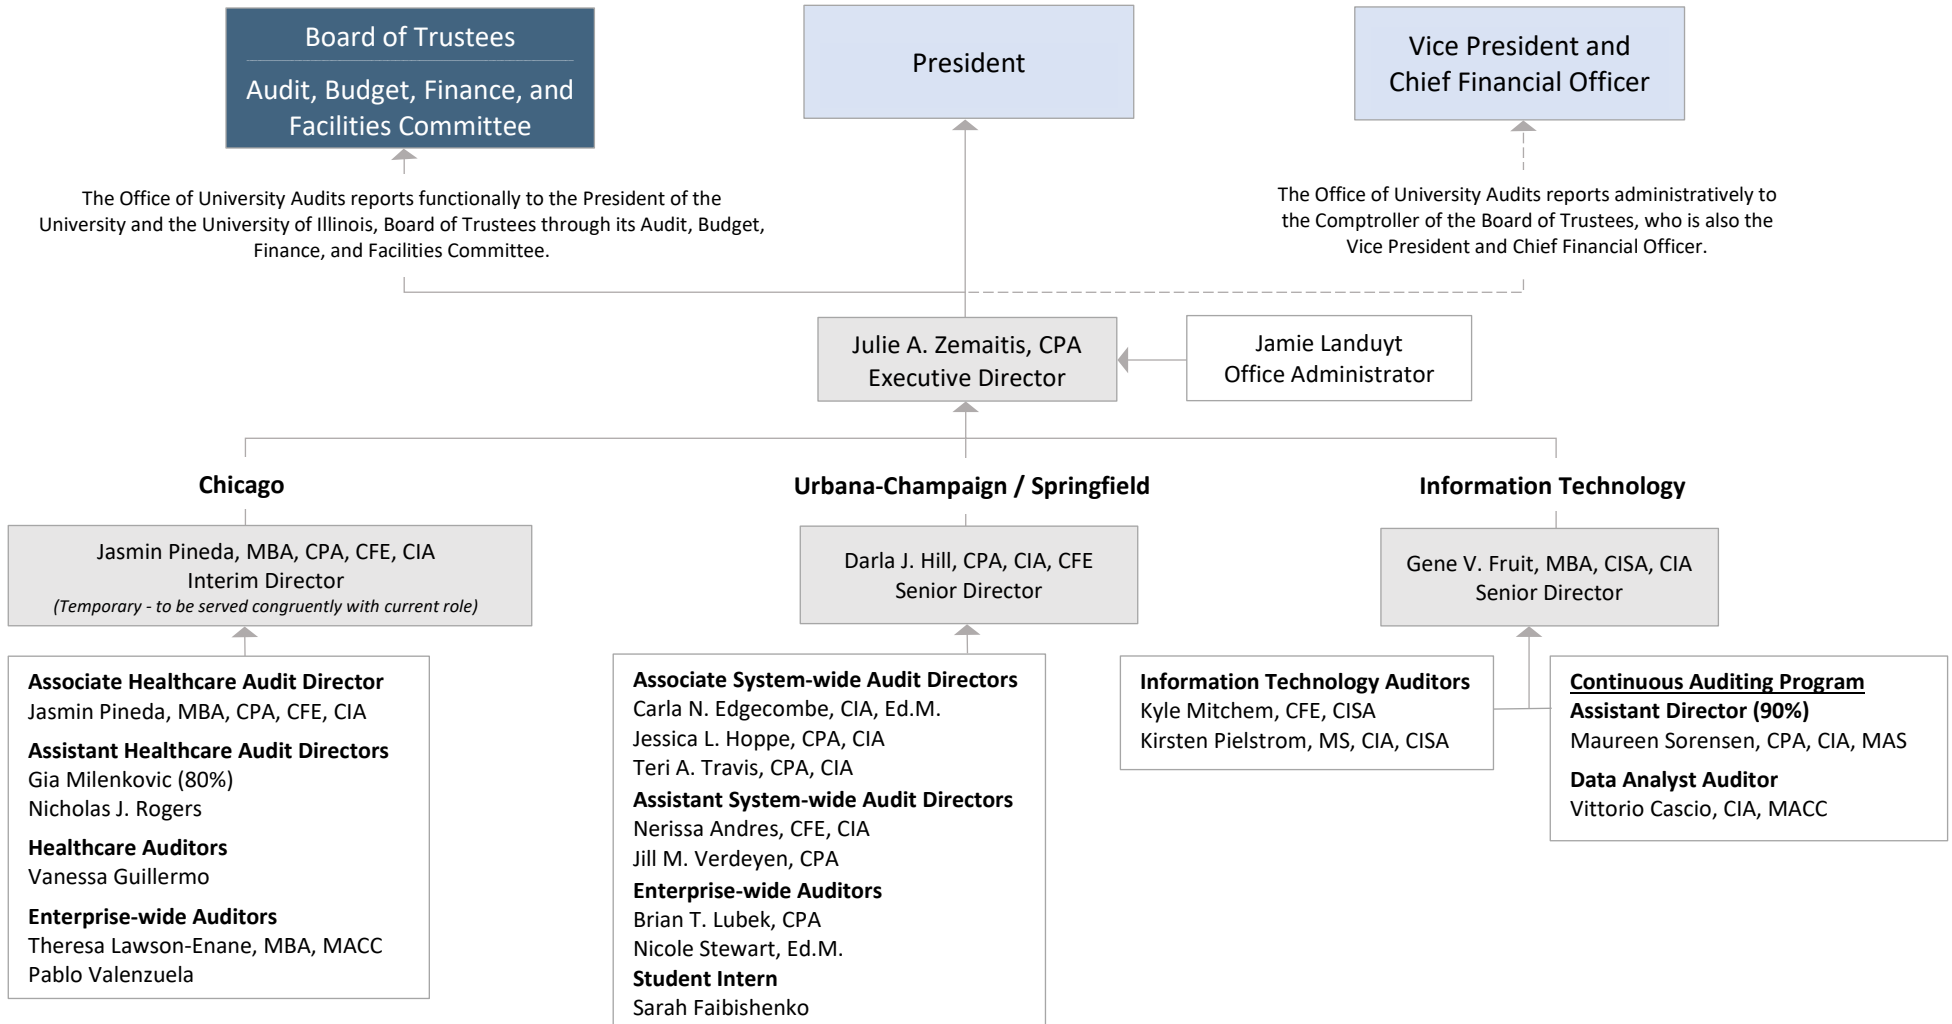 Board of Trustees
Audit, Budget, Finance, and
Facilities Committee
President
Vice President and
Chief Financial Officer
The Office of University Audits reports functionally to the President of the
University and the University of Illinois, Board of Trustees through its Audit, Budget,
Finance, and Facilities Committee.
The Office of University Audits reports administratively to
the Comptroller of the Board of Trustees, who is also the
Vice President and Chief Financial Officer.
Julie A. Zemaitis, CPA
Executive Director
Jamie Landuyt
Office Administrator
Chicago
Jasmin Pineda, MBA, CPA, CFE, CIA
Interim Director
(Temporary - to be served congruently with current role)
Associate Healthcare Audit Director
Jasmin Pineda, MBA, CPA, CFE, CIA
Assistant Healthcare Audit Directors
Gia Milenkovic (80%)
Nicholas J. Rogers
Healthcare Auditors
Vanessa Guillermo
Enterprise-wide Auditors
Theresa Lawson-Enane, MBA, MACC
Pablo Valenzuela
Urbana-Champaign / Springfield
Darla J. Hill, CPA, CIA, CFE
Senior Director
Associate System-wide Audit Directors
Carla N. Edgecombe, CIA, Ed.M.
Jessica L. Hoppe, CPA, CIA
Teri A. Travis, CPA, CIA
Assistant System-wide Audit Directors
Nerissa Andres, CFE, CIA
Jill M. Verdeyen, CPA
Enterprise-wide Auditors
Brian T. Lubek, CPA
Nicole Stewart, Ed.M.
Student Intern
Sarah Faibishenko
Information Technology
Gene V. Fruit, MBA, CISA, CIA
Senior Director
Information Technology Auditors
Kyle Mitchem, CFE, CISA
Kirsten Pielstrom, MS, CIA, CISA
Continuous Auditing Program
Assistant Director (90%)
Maureen Sorensen, CPA, CIA, MAS
Data Analyst Auditor
Vittorio Cascio, CIA, MACC